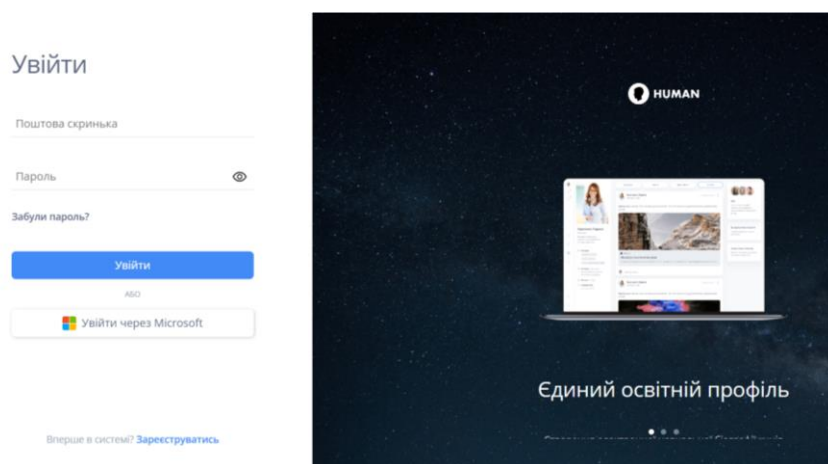 Увійти
Поштова скринька
Пароль
Забули пароль?
Увійти
АБО
Увійти через Microsoft
Вперше в системі? Зареєструватись
HUMAN
Єдиний освітній профіль